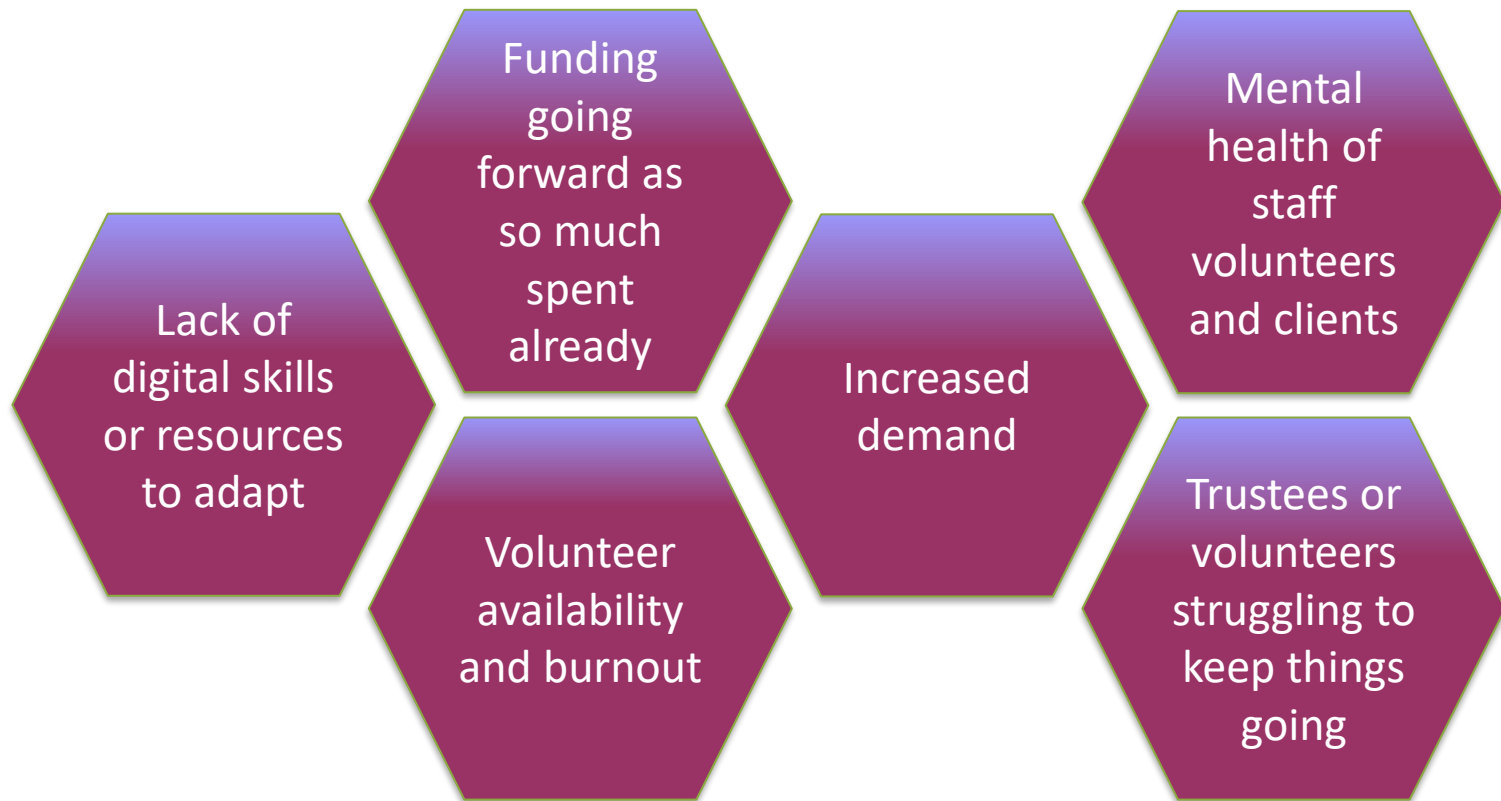 Lack of
digital skills
or resources
to adapt
Funding
going
forward as
so much
spent
already
Volunteer
availability
and burnout
Increased
demand
Mental
health of
staff
volunteers
and clients
Trustees or
volunteers
struggling to
keep things
going